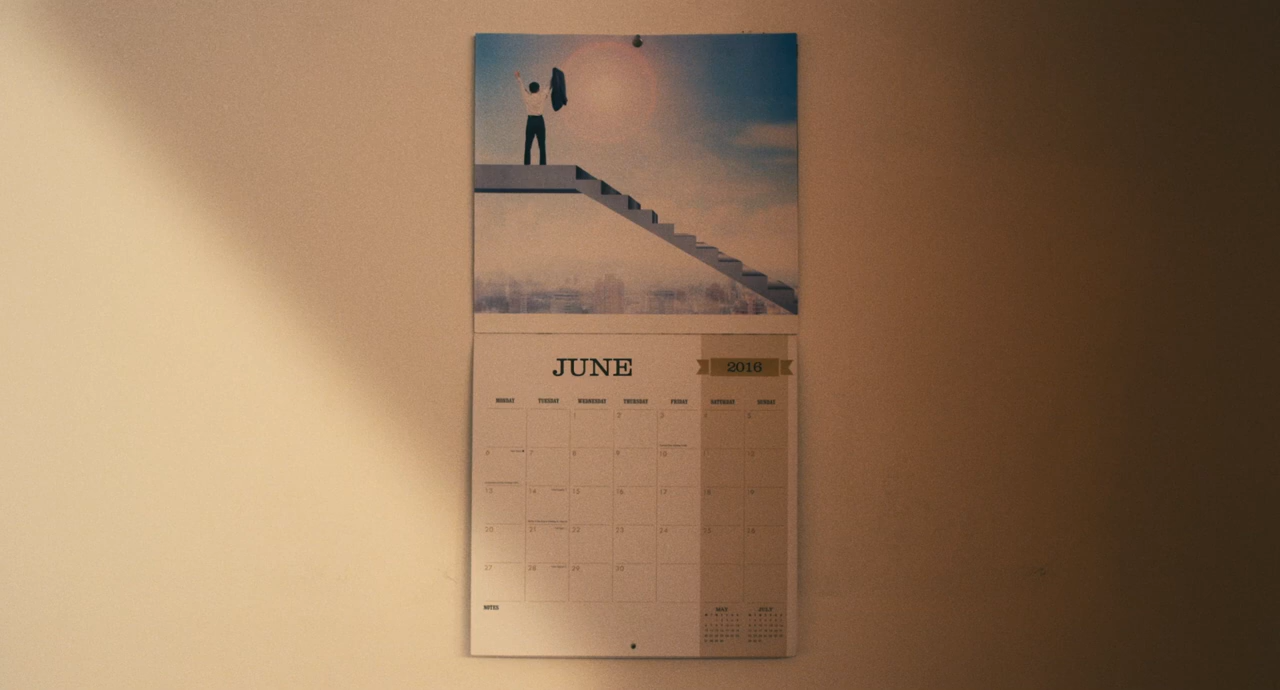 JUNE 2016
MONDAY TUESDAY WEDNESDAY THURSDAY FRIDAY SATURDAY SUNDAY
1 2 3 4 5
6 7 8 9 10 11 12
13 14 15 16 17 18 19
20 21 22 23 24 25 26
27 28 29 30
NOTES
MAY JULY